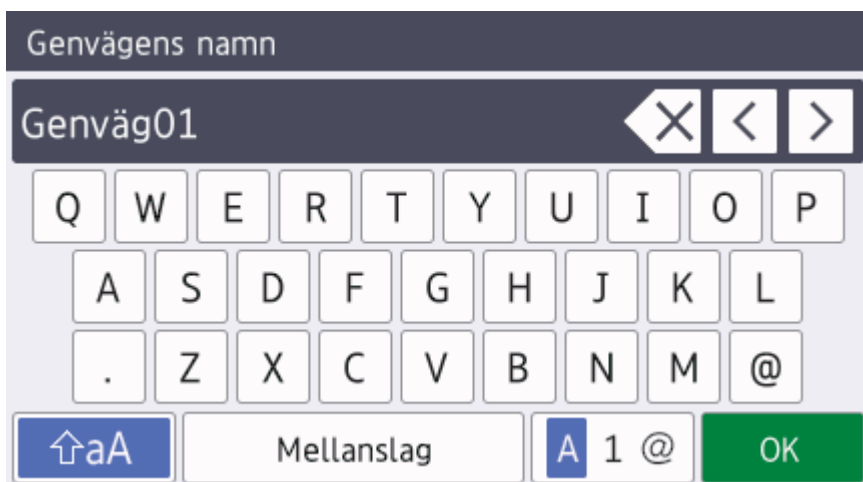 Genvägens namn
Genväg01
Q W E R T Y U I O P
A S D F G H J K L
. Z X C V B N M @
aA Mellanslag A 1 @ OK